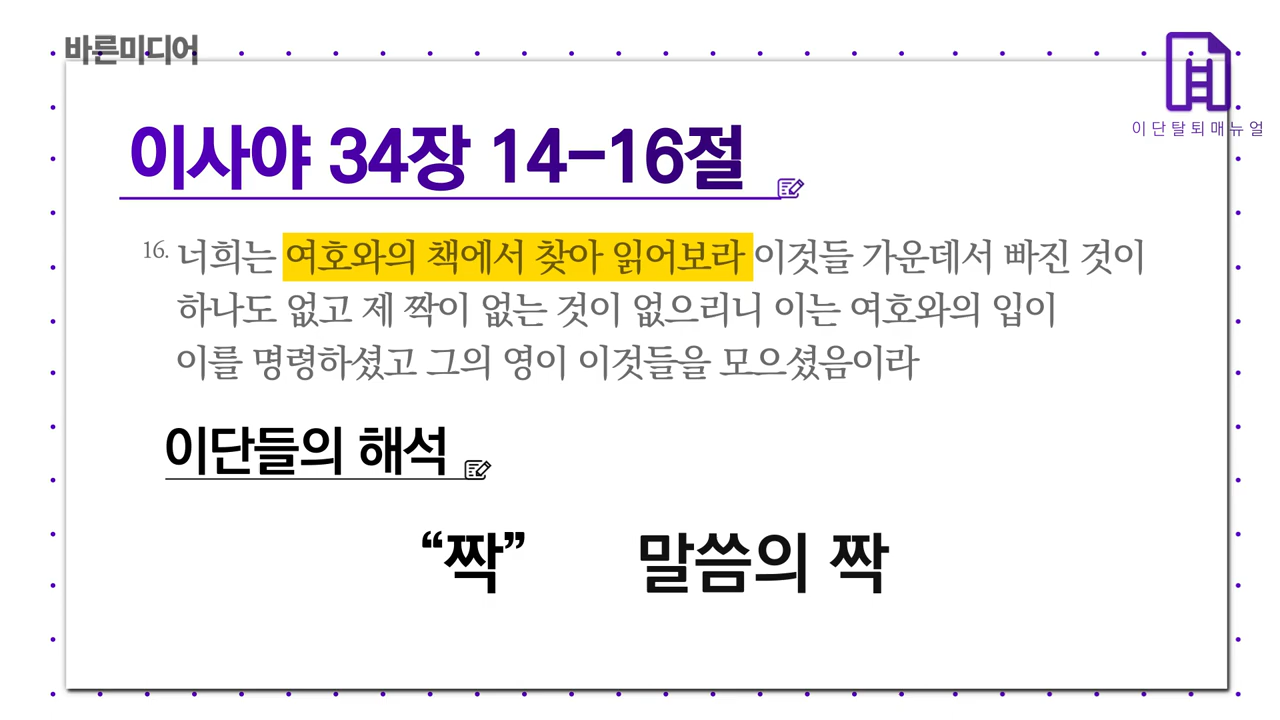 바른미디어
이단탈퇴매뉴얼
이사야 34장 14-16절
16. 너희는 여호와의 책에서 찾아 읽어보라 이것들 가운데서 빠진 것이
하나도 없고 제 짝이 없는 것이 없으리니 이는 여호와의 입이
이를 명령하셨고 그의 영이 이것들을 모으셨음이라
이단들의 해석
“짝” 말씀의 짝